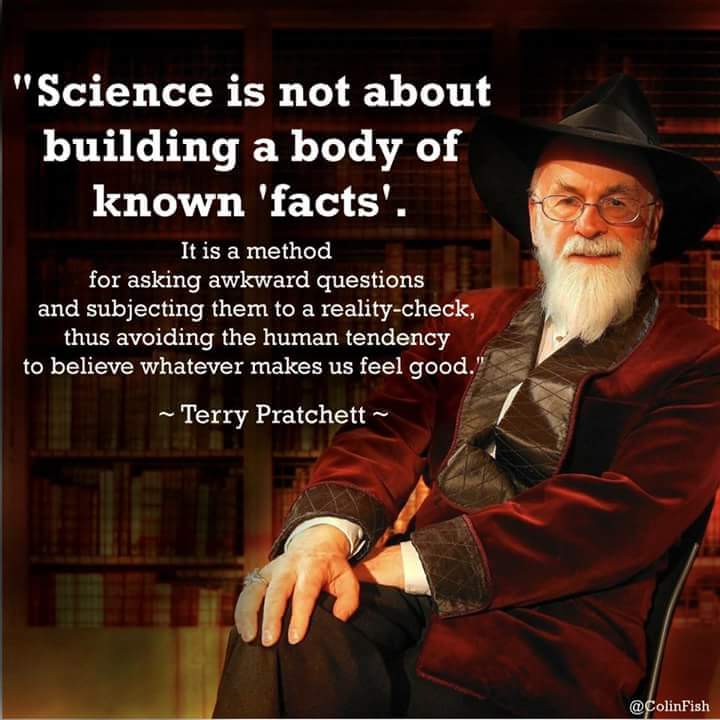 "Science is not about
building a body of
known 'facts'.
It is a method
for asking awkward questions
and subjecting them to a reality-check,
thus avoiding the human tendency
to believe whatever makes us feel good."
~ Terry Pratchett ~
@ColinFish